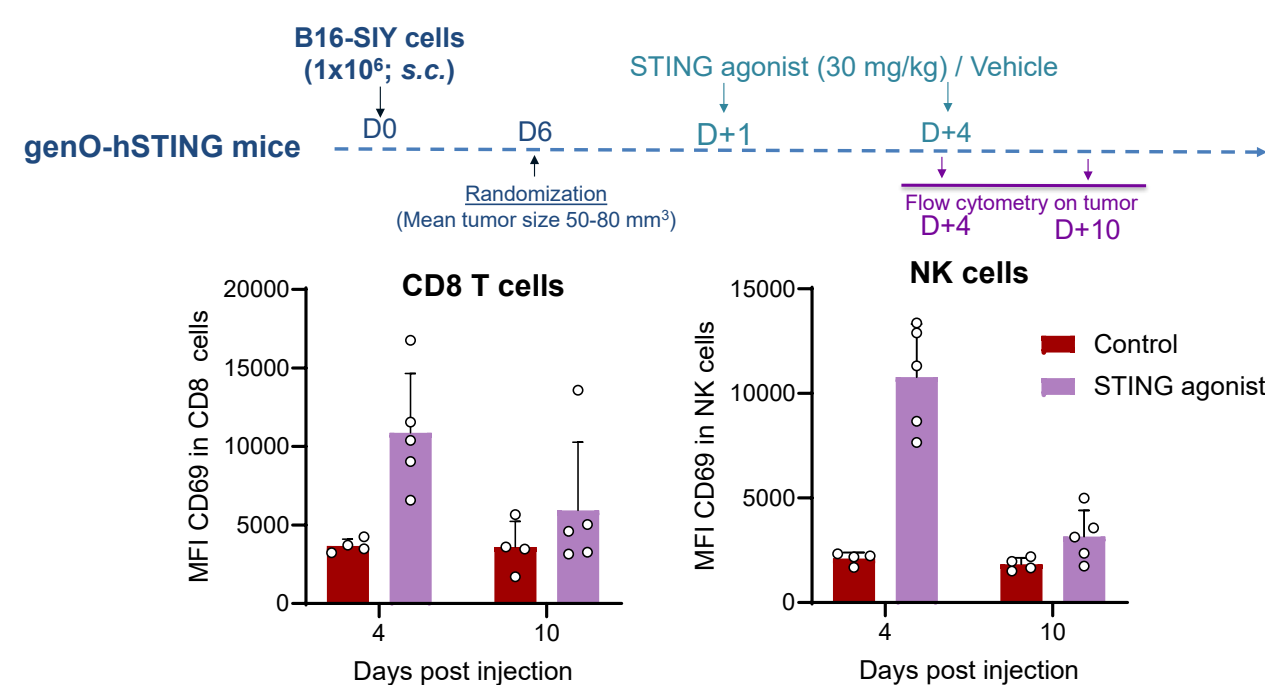 B16-SIY cells
(1x10⁶; s.c.)
STING agonist (30 mg/kg) / Vehicle
genO-hSTING mice
D0
D6
D+1
D+4
Randomization
(Mean tumor size 50-80 mm³)
Flow cytometry on tumor
D+4
D+10
CD8 T cells
MFI CD69 in CD8 cells
20000
15000
10000
5000
0
4
10
Days post injection
NK cells
MFI CD69 in NK cells
15000
10000
5000
0
4
10
Days post injection
Control
STING agonist